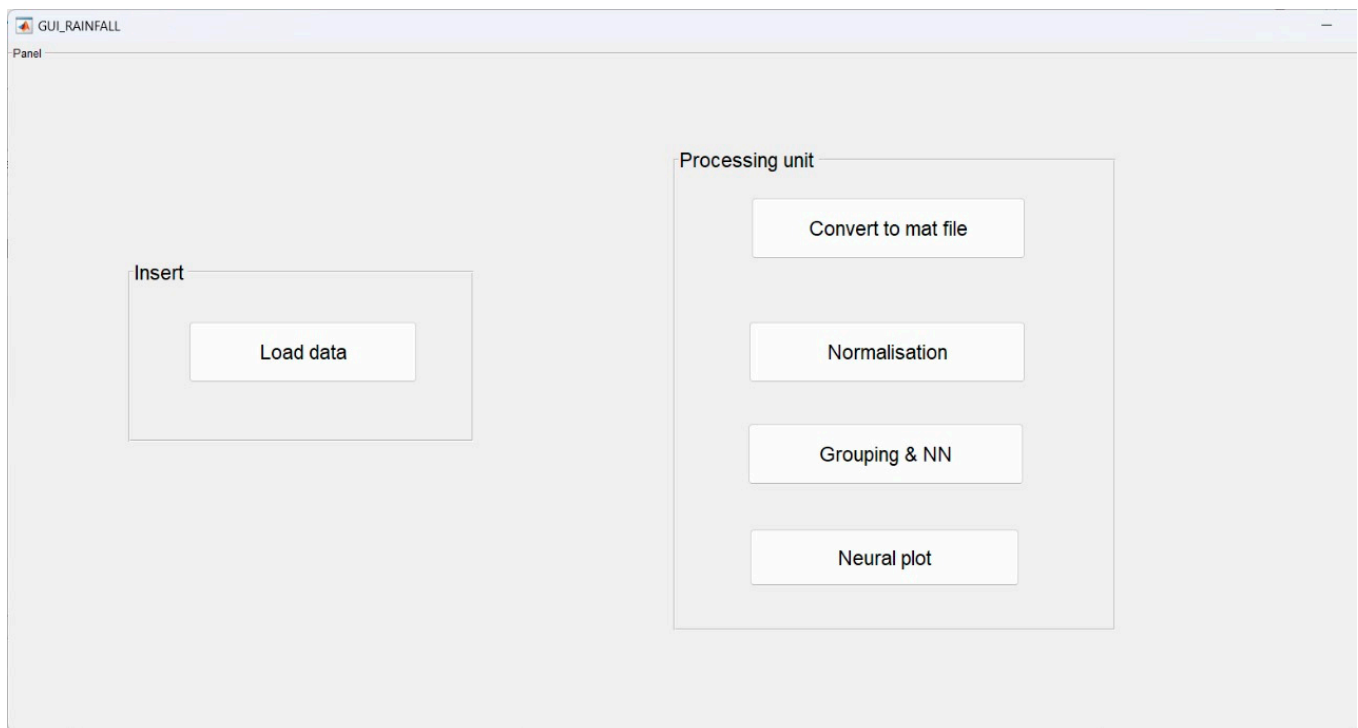 GUI_RAINFALL
Panel
Insert
Load data
Processing unit
Convert to mat file
Normalisation
Grouping & NN
Neural plot